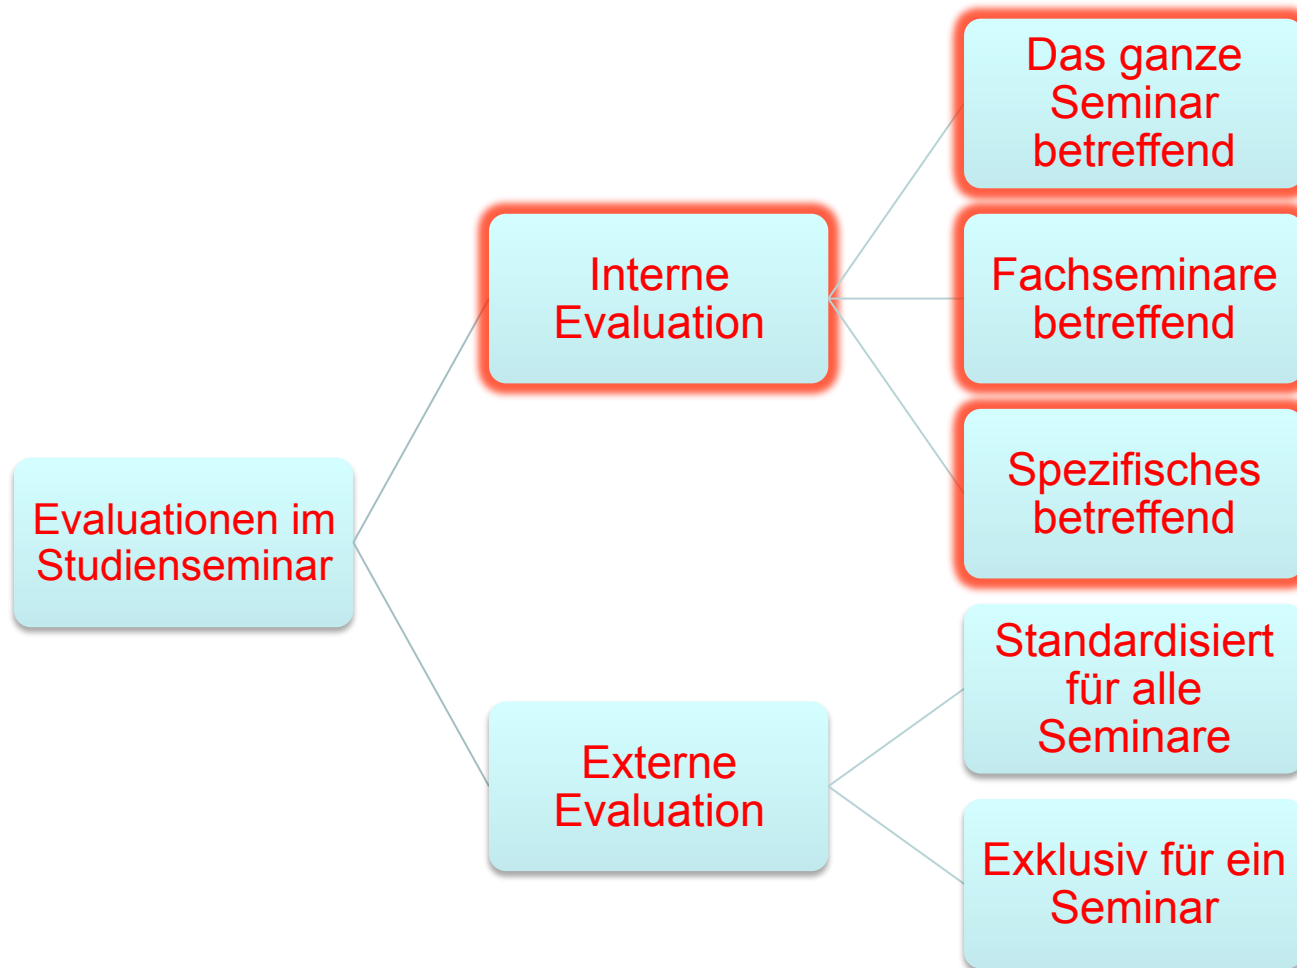 Das ganze
Seminar
betreffend
Interne
Evaluation
Fachseminare
betreffend
Spezifisches
betreffend
Evaluationen im
Studienseminar
Standardisiert
für alle
Seminare
Externe
Evaluation
Exklusiv für ein
Seminar